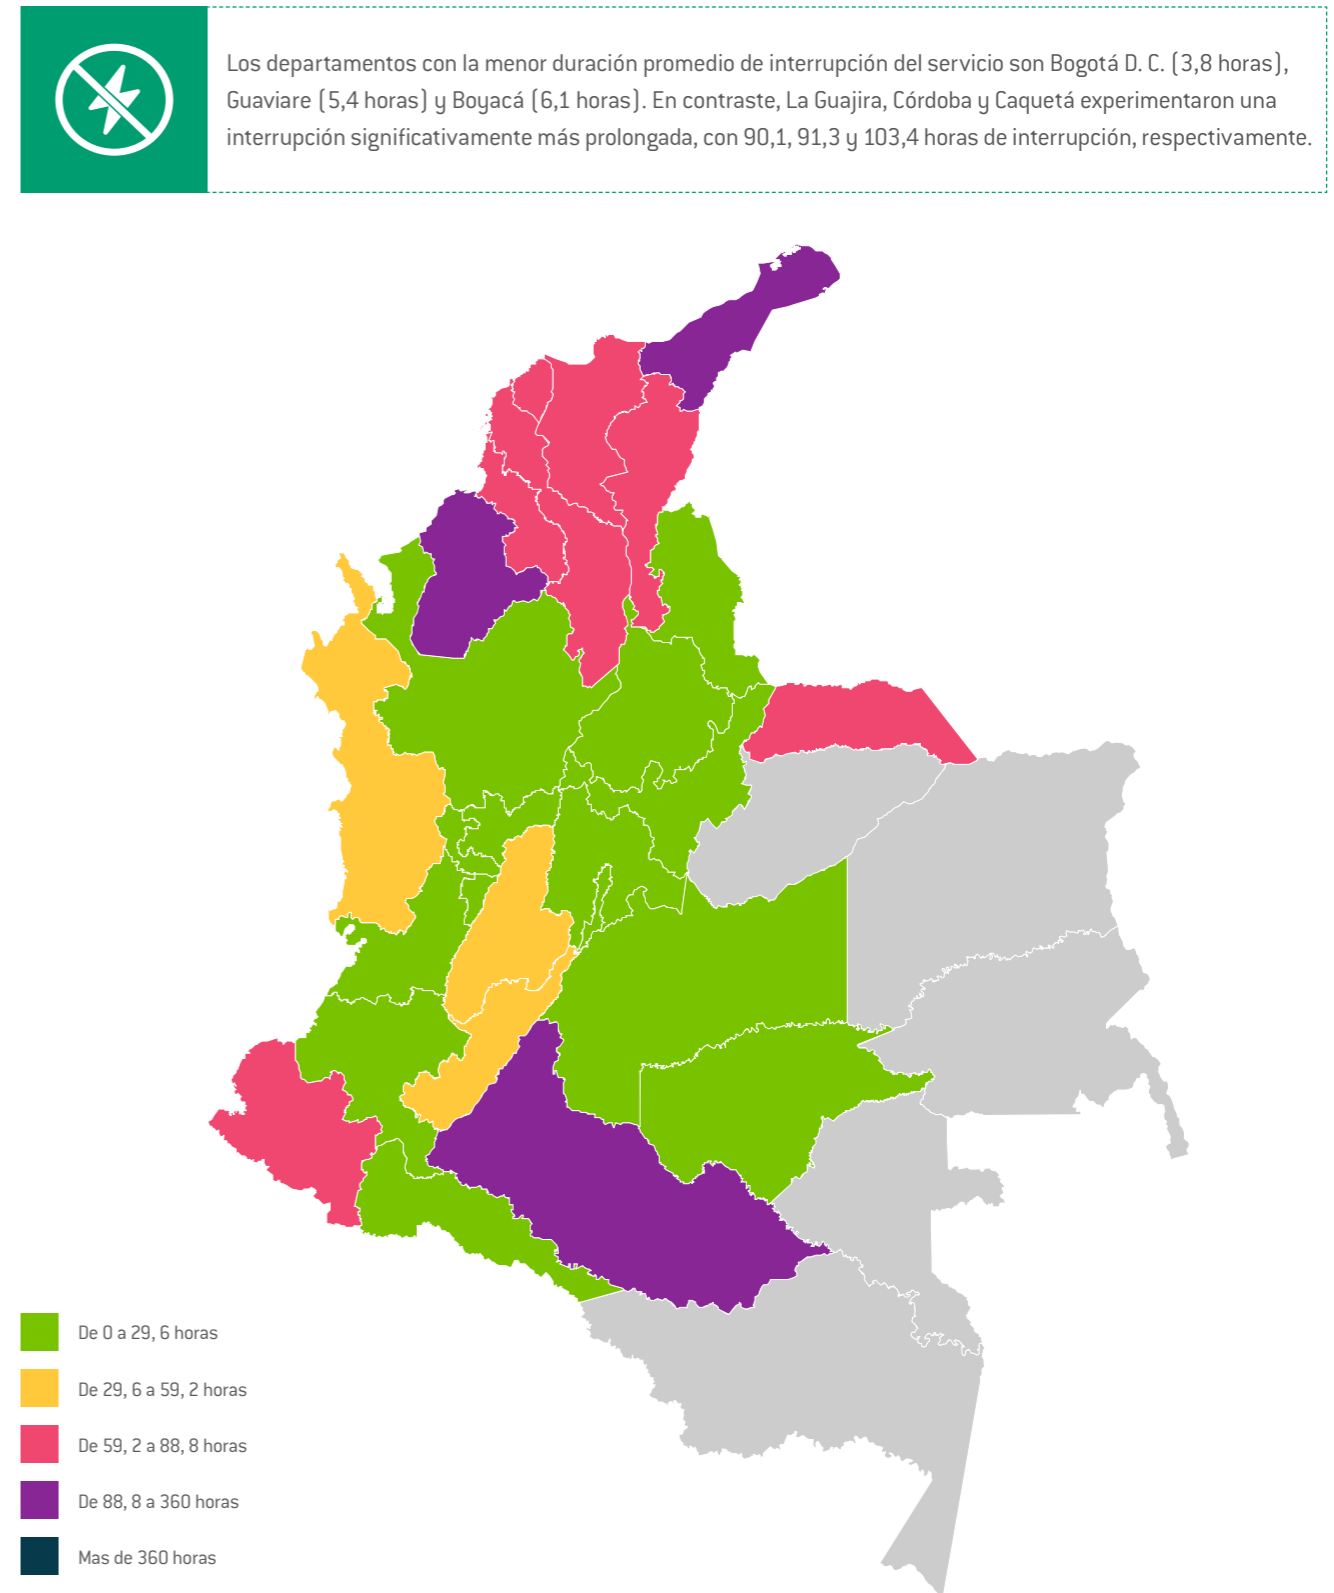 Los departamentos con la menor duración promedio de interrupción del servicio son Bogotá D. C. (3,8 horas),
Guaviare (5,4 horas) y Boyacá (6,1 horas). En contraste, La Guajira, Córdoba y Caquetá experimentaron una
interrupción significativamente más prolongada, con 90,1, 91,3 y 103,4 horas de interrupción, respectivamente.
De 0 a 29, 6 horas
De 29, 6 a 59, 2 horas
De 59, 2 a 88, 8 horas
De 88, 8 a 360 horas
Mas de 360 horas